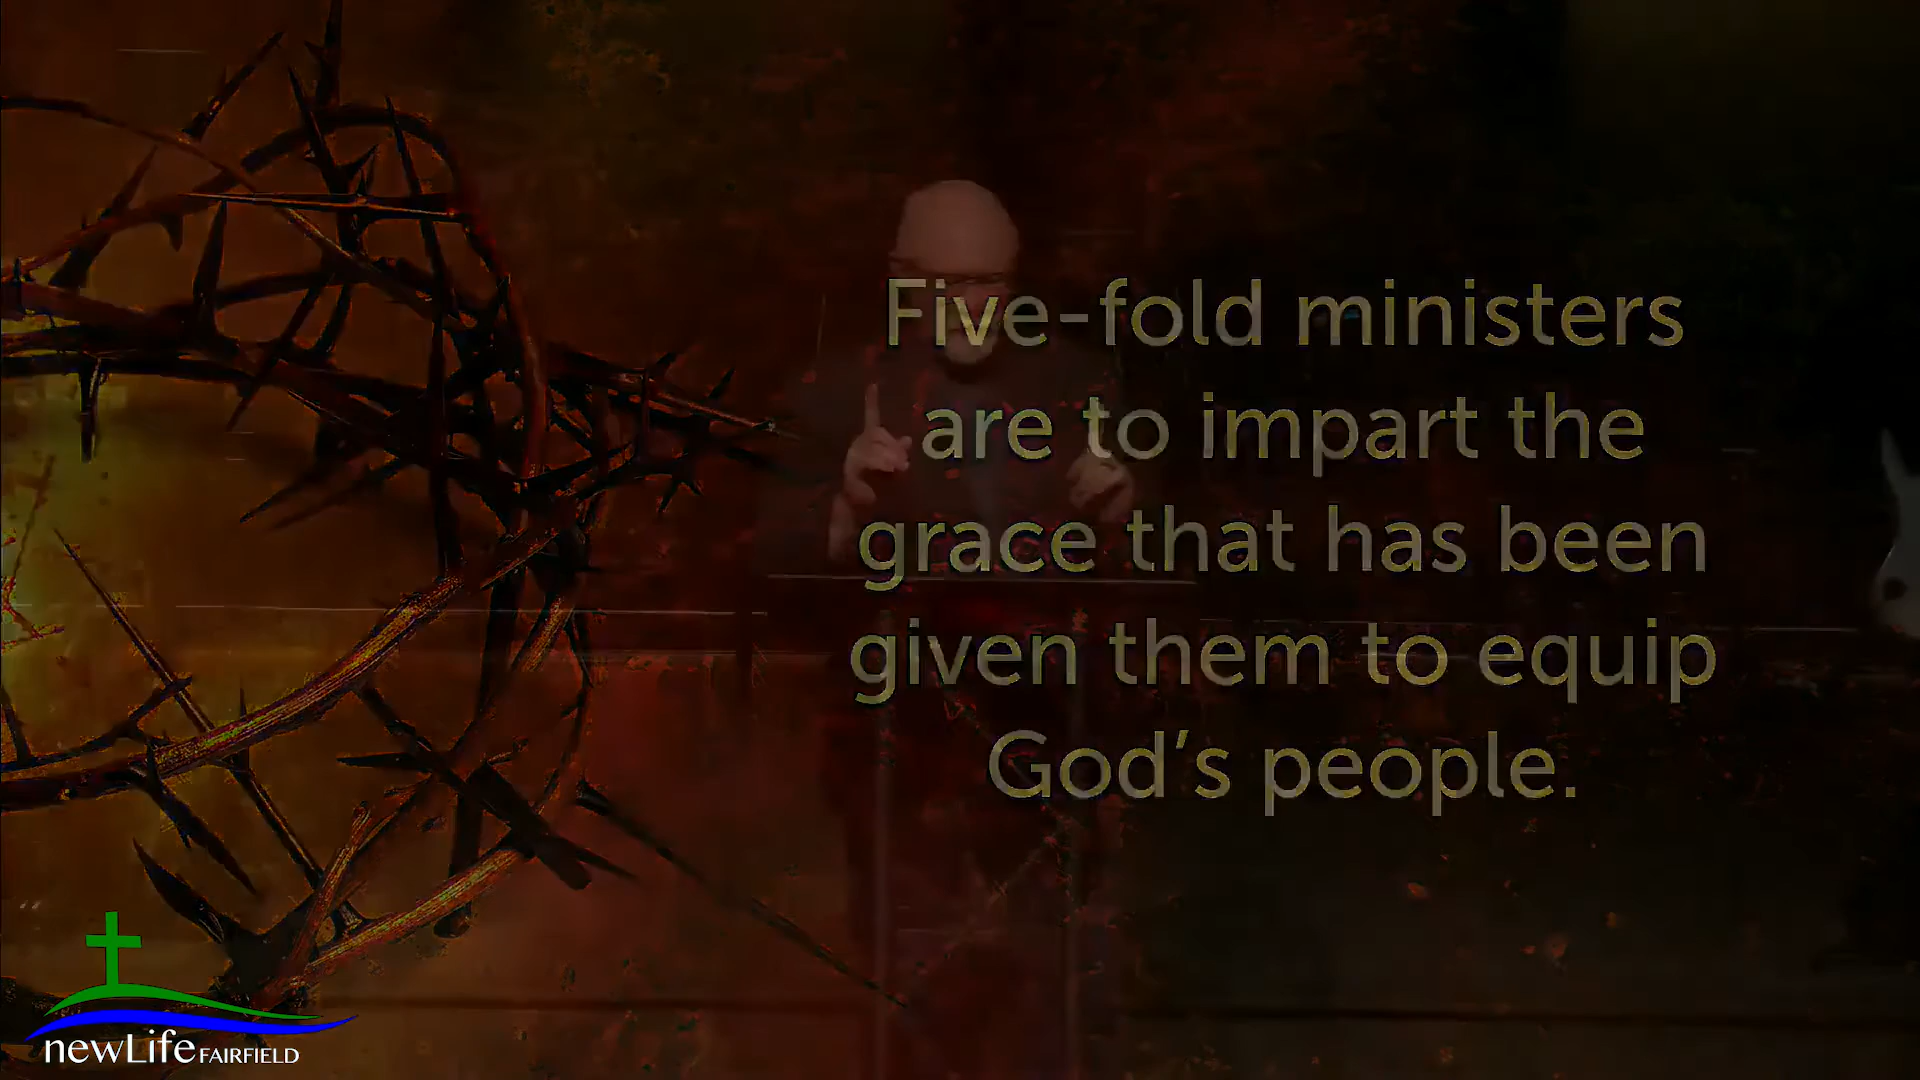 Five-fold ministers
are to impart the
grace that has been
given them to equip
God's people.
newLife FAIRFIELD